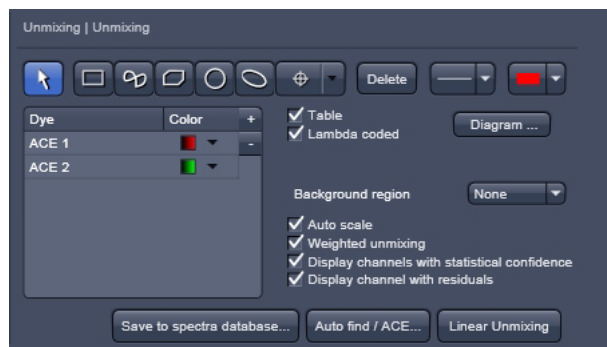 Unmixing | Unmixing
Delete
Dye Color +
ACE 1 -
ACE 2
Table
Lambda coded
Diagram ...
Background region None
Auto scale
Weighted unmixing
Display channels with statistical confidence
Display channel with residuals
Save to spectra database... Auto find / ACE... Linear Unmixing